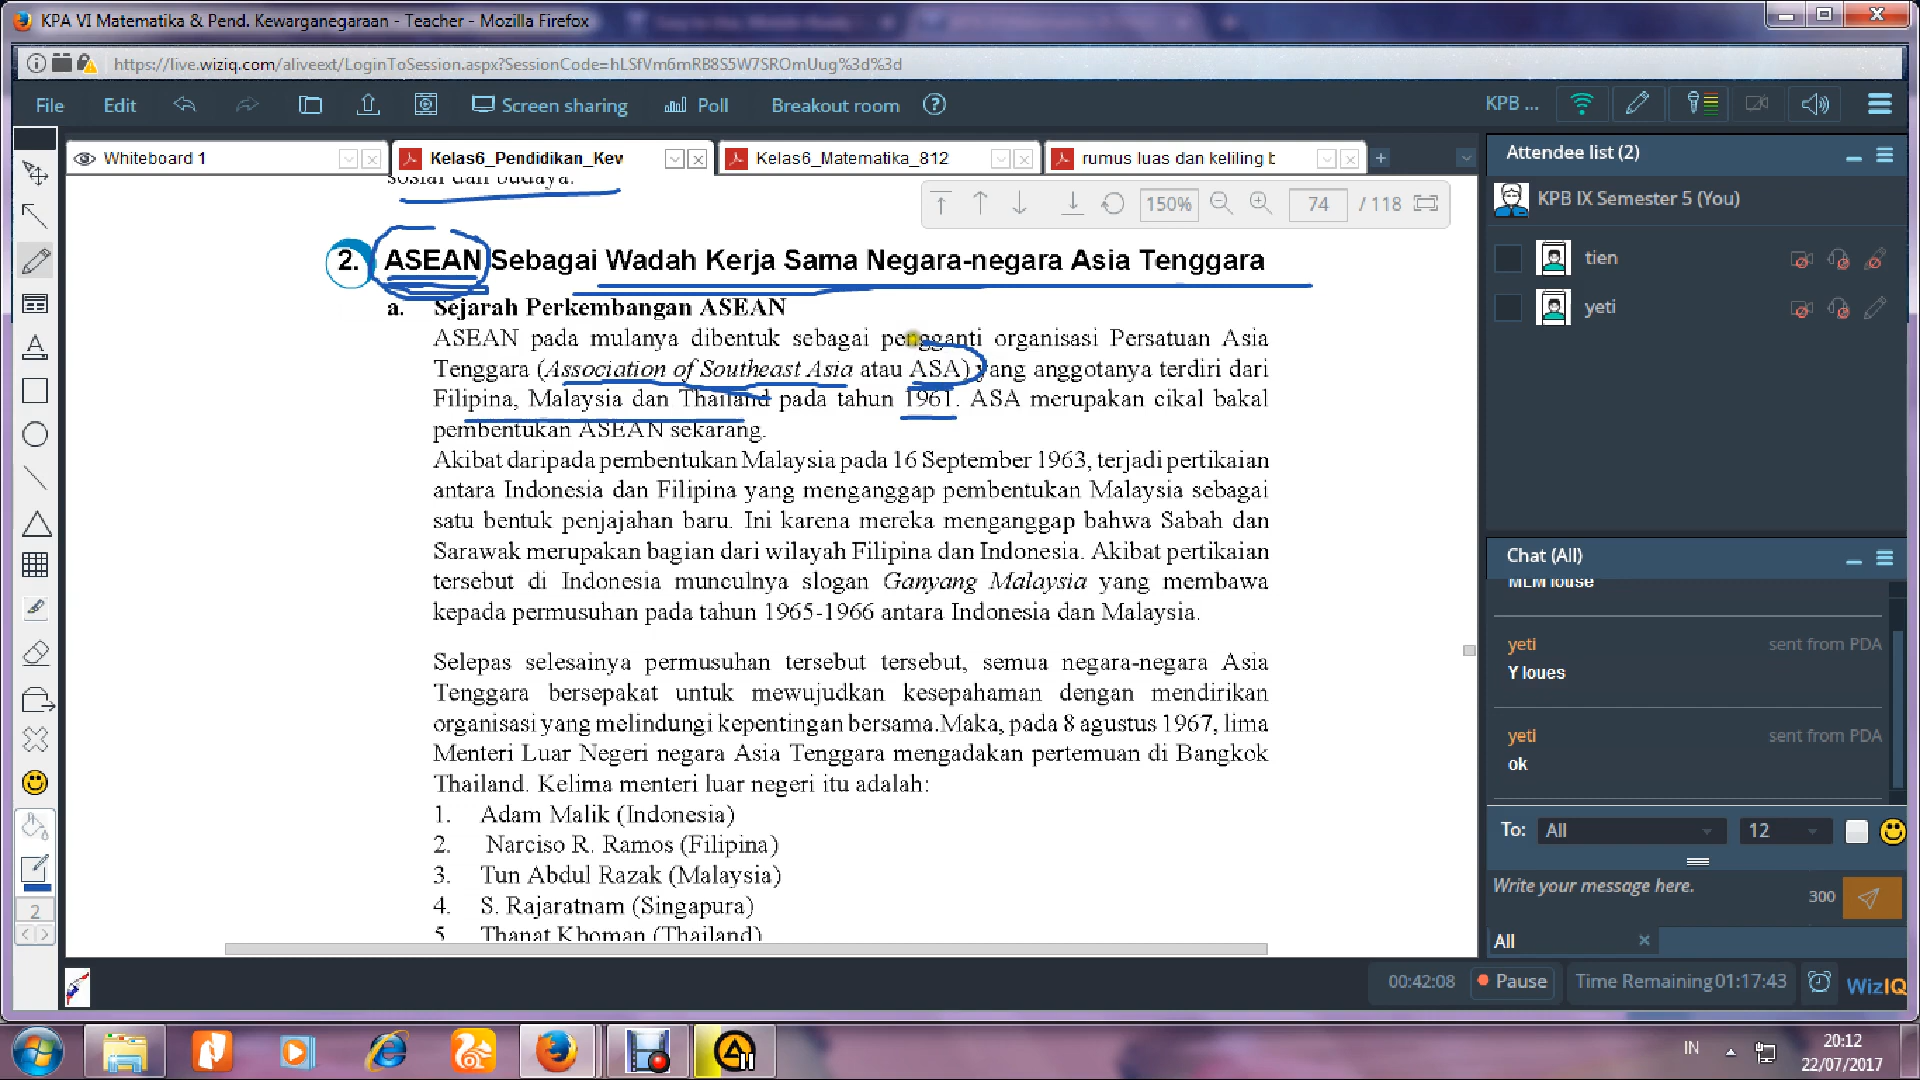 KPA VI Matematika & Pend. Kewarganegaraan - Teacher - Mozilla Firefox
https://live.wiziq.com/aliveext/LoginToSession.aspx?SessionCode=hLSfVm6mRB8S5W7SROmUug%3d%3d
File Edit Screen sharing Poll Breakout room KPB ...
Whiteboard 1
Kelas6_Pendidikan_Kew
Kelas6_Matematika_812
rumus luas dan keliling b
150% 74 / 118
sosial dan budaya.
2. ASEAN Sebagai Wadah Kerja Sama Negara-negara Asia Tenggara
a. Sejarah Perkembangan ASEAN
ASEAN pada mulanya dibentuk sebagai pengganti organisasi Persatuan Asia
Tenggara (Association of Southeast Asia atau ASA) yang anggotanya terdiri dari
Filipina, Malaysia dan Thailand pada tahun 1961. ASA merupakan cikal bakal
pembentukan ASEAN sekarang.
Akibat daripada pembentukan Malaysia pada 16 September 1963, terjadi pertikaian
antara Indonesia dan Filipina yang menganggap pembentukan Malaysia sebagai
satu bentuk penjajahan baru. Ini karena mereka menganggap bahwa Sabah dan
Sarawak merupakan bagian dari wilayah Filipina dan Indonesia. Akibat pertikaian
tersebut di Indonesia munculnya slogan Ganyang Malaysia yang membawa
kepada permusuhan pada tahun 1965-1966 antara Indonesia dan Malaysia.
Selepas selesainya permusuhan tersebut tersebut, semua negara-negara Asia
Tenggara bersepakat untuk mewujudkan kesepahaman dengan mendirikan
organisasi yang melindungi kepentingan bersama.Maka, pada 8 agustus 1967, lima
Menteri Luar Negeri negara Asia Tenggara mengadakan pertemuan di Bangkok
Thailand. Kelima menteri luar negeri itu adalah:
1. Adam Malik (Indonesia)
2. Narciso R. Ramos (Filipina)
3. Tun Abdul Razak (Malaysia)
4. S. Rajaratnam (Singapura)
5. Thanat Khoman (Thailand)
2
Attendee list (2)
KPB IX Semester 5 (You)
tien
yeti
Chat (All)
MLM louse
yeti sent from PDA
Y loues
yeti sent from PDA
ok
To: All 12
Write your message here. 300
All
00:42:08 Pause Time Remaining 01:17:43 WizIQ
IN 20:12
22/07/2017